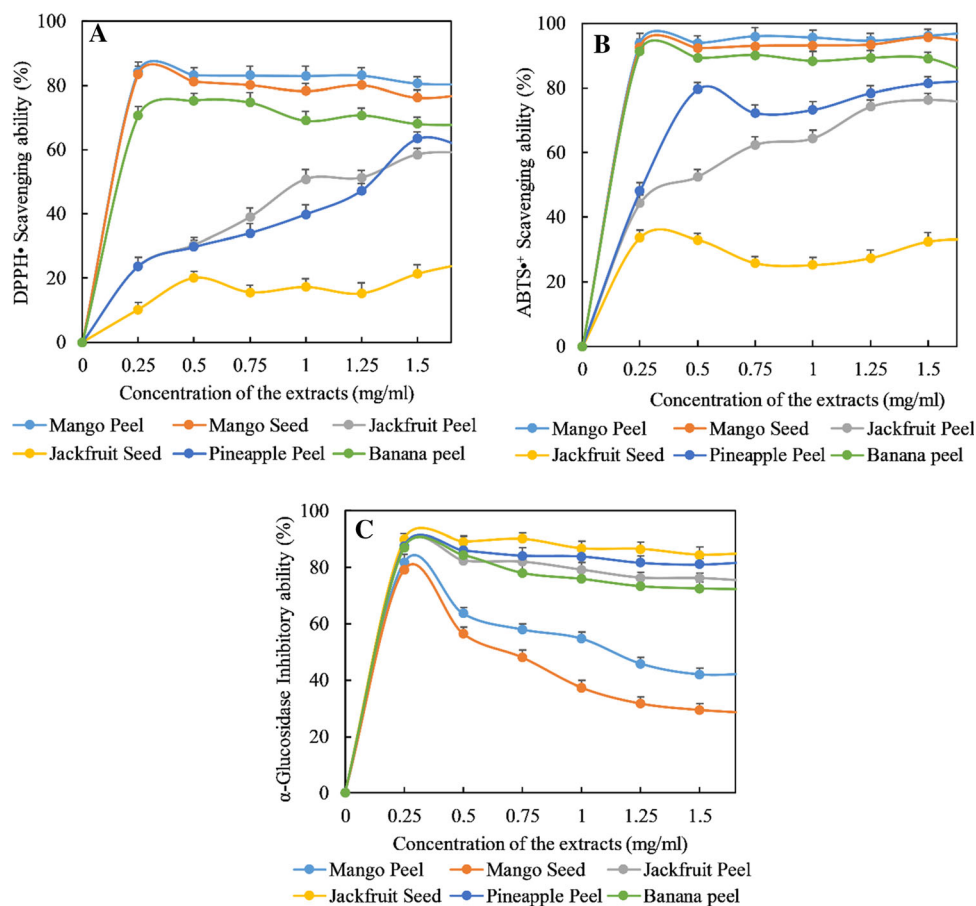 A
DPPH• Scavenging ability (%)
100
80
60
40
20
0
0 0.25 0.5 0.75 1 1.25 1.5
Concentration of the extracts (mg/ml)
Mango Peel Mango Seed Jackfruit Peel
Jackfruit Seed Pineapple Peel Banana peel
B
ABTS•⁺ Scavenging ability (%)
100
80
60
40
20
0
0 0.25 0.5 0.75 1 1.25 1.5
Concentration of the extracts (mg/ml)
Mango Peel Mango Seed Jackfruit Peel
Jackfruit Seed Pineapple Peel Banana peel
C
α-Glucosidase Inhibitory ability (%)
100
80
60
40
20
0
0 0.25 0.5 0.75 1 1.25 1.5
Concentration of the extracts (mg/ml)
Mango Peel Mango Seed Jackfruit Peel
Jackfruit Seed Pineapple Peel Banana peel